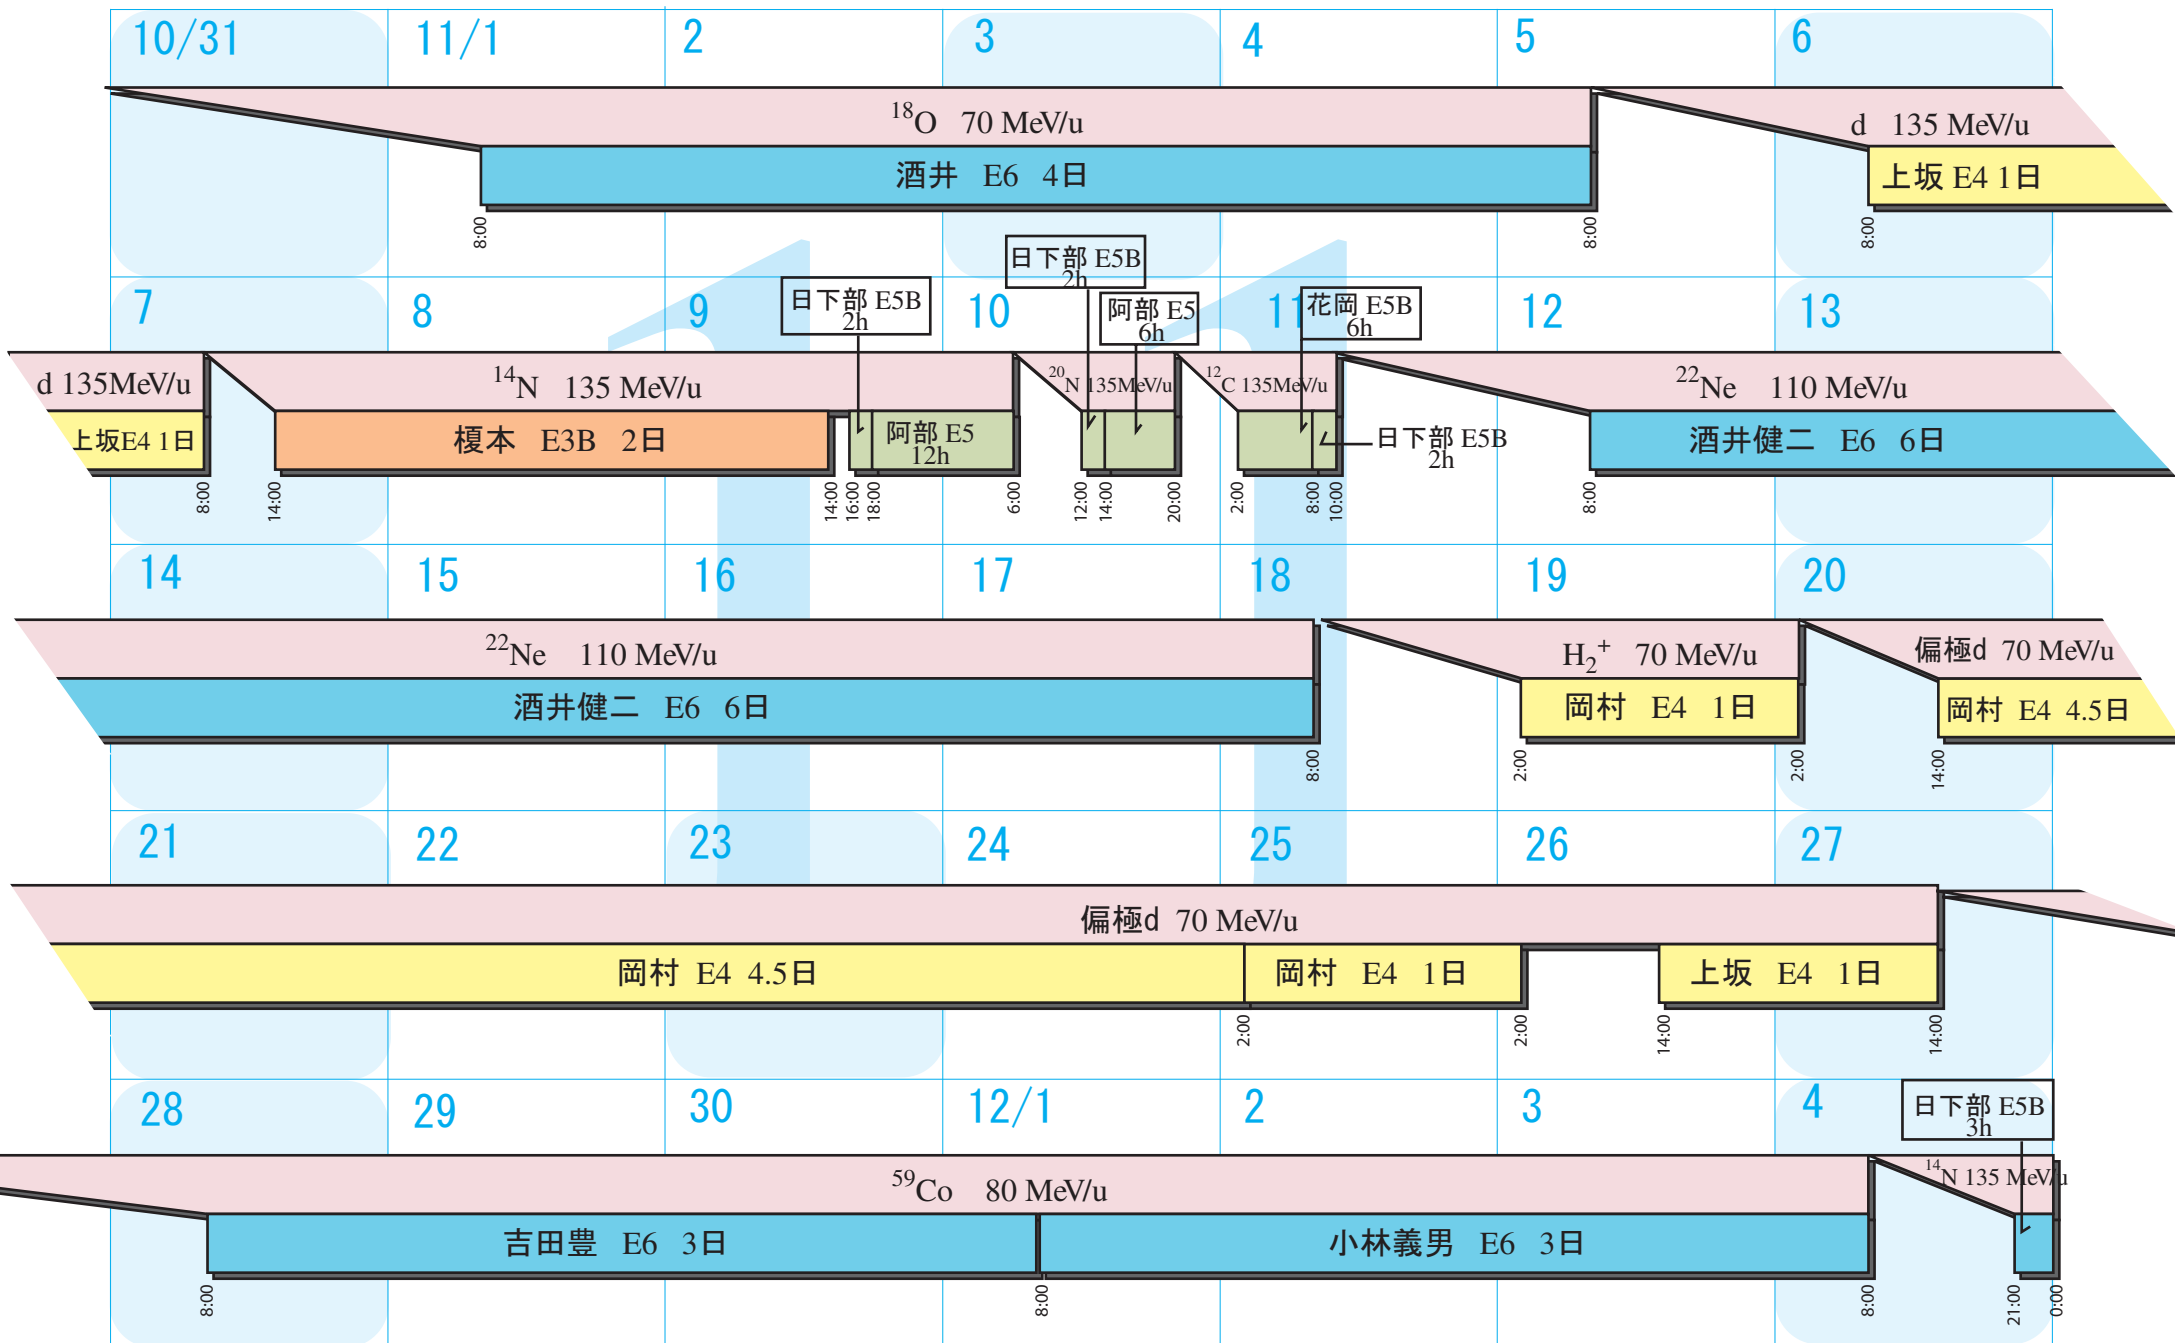 10/31
11/1
2
3
4
5
6
18O 70 MeV/u
d 135 MeV/u
酒井 E6 4日
上坂 E4 1日
8:00
8:00
8:00
7
8
9
10
11
12
13
日下部 E5B
2h
日下部 E5B
2h
阿部 E5
6h
花岡 E5B
6h
d 135MeV/u
14N 135 MeV/u
20N 135MeV/u
12C 135MeV/u
22Ne 110 MeV/u
上坂E4 1日
榎本 E3B 2日
阿部 E5
12h
日下部 E5B
2h
酒井健二 E6 6日
8:00
14:00
14:00
16:00
18:00
6:00
12:00
14:00
20:00
2:00
8:00
10:00
8:00
14
15
16
17
18
19
20
22Ne 110 MeV/u
H2+ 70 MeV/u
偏極d 70 MeV/u
酒井健二 E6 6日
岡村 E4 1日
岡村 E4 4.5日
8:00
2:00
2:00
14:00
21
22
23
24
25
26
27
偏極d 70 MeV/u
岡村 E4 4.5日
岡村 E4 1日
上坂 E4 1日
2:00
2:00
14:00
14:00
28
29
30
12/1
2
3
4
日下部 E5B
3h
59Co 80 MeV/u
14N 135 MeV/u
吉田豊 E6 3日
小林義男 E6 3日
8:00
8:00
8:00
21:00
0:00
11